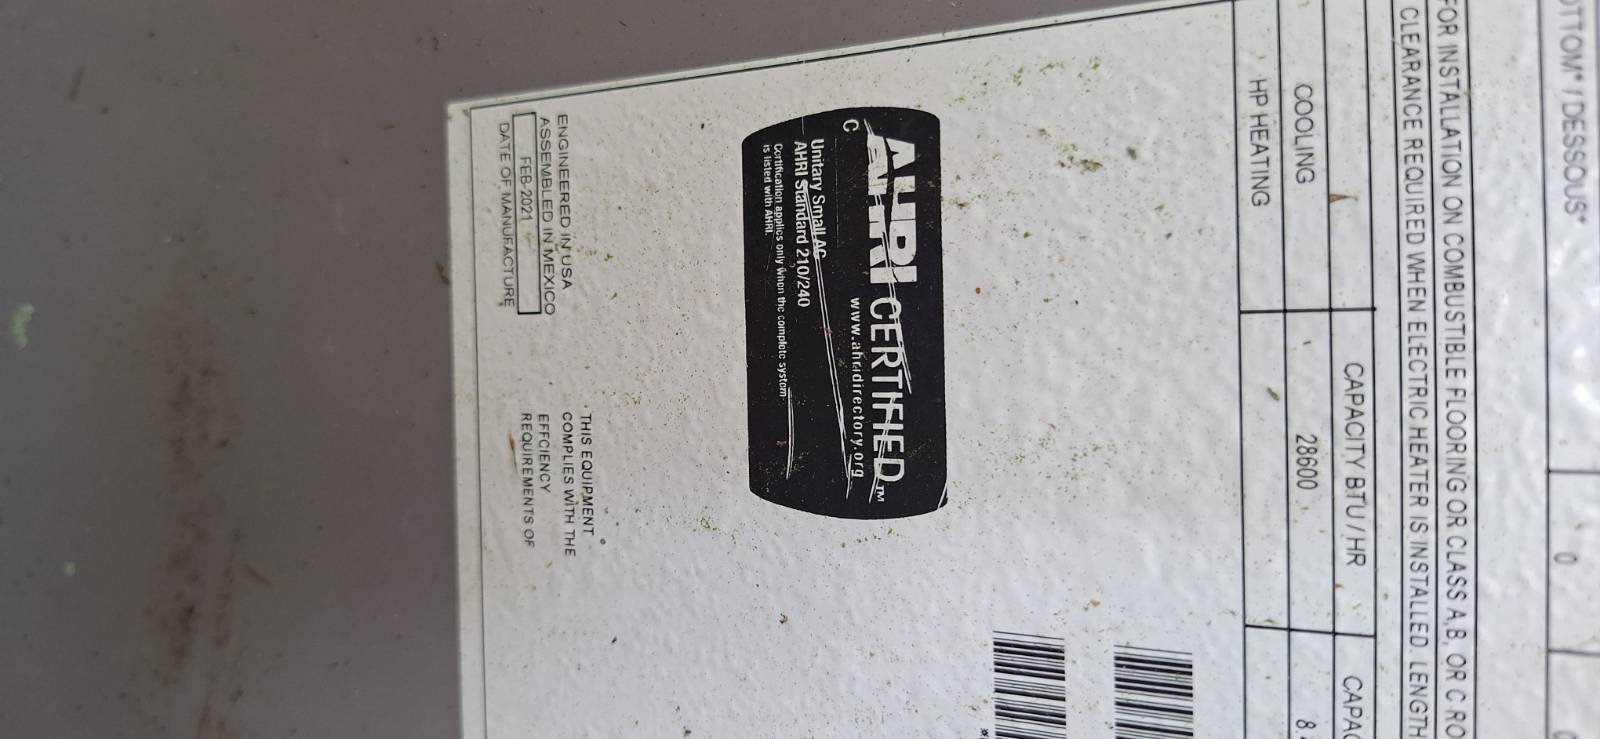 OTTOM* / DESSOUS* 0
FOR INSTALLATION ON COMBUSTIBLE FLOORING OR CLASS A,B, OR C RO
CLEARANCE REQUIRED WHEN ELECTRIC HEATER IS INSTALLED. LENGTH
CAPACITY BTU / HR CAPAC
COOLING 28600 8.
HP HEATING
AHRI CERTIFIED™
C www.ahridirectory.org
Unitary Small AC
AHRI Standard 210/240
Certification applies only when the complete system
is listed with AHRI.
THIS EQUIPMENT
COMPLIES WITH THE
EFFCIENCY
REQUIREMENTS OF
ENGINEERED IN USA
ASSEMBLED IN MEXICO
FEB-2021
DATE OF MANUFACTURE